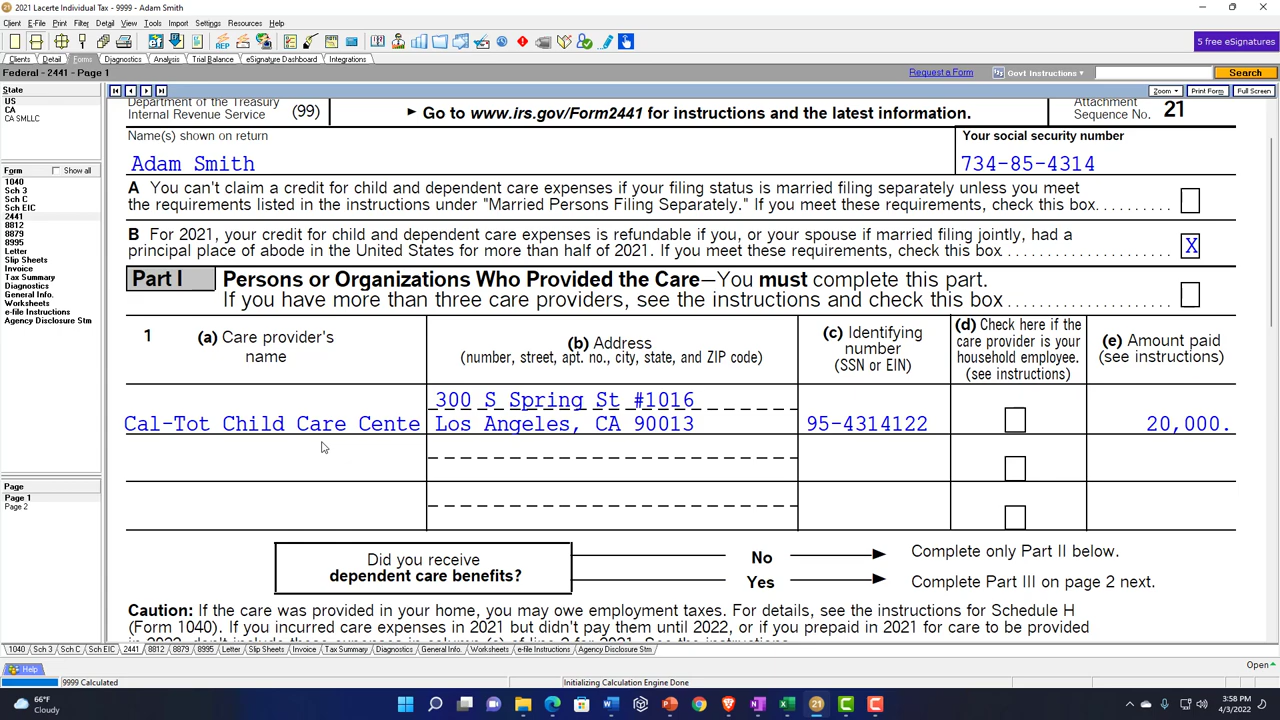 2021 Lacerte Individual Tax - 9999 - Adam Smith
Client E-File Print Filter Detail View Tools Import Settings Resources Help
REP
5 free eSignatures
Clients Detail Forms Diagnostics Analysis Trial Balance eSignature Dashboard Integrations
Federal - 2441 - Page 1
Request a Form
Govt Instructions
Search
State
US
CA
CA SMLLC
Form Show all
1040
Sch 3
Sch C
Sch EIC
2441
8812
8879
8995
Letter
Slip Sheets
Invoice
Tax Summary
Diagnostics
General Info.
Worksheets
e-file Instructions
Agency Disclosure Stm
Page
Page 1
Page 2
Zoom
Print Form
Full Screen
Department of the Treasury
Internal Revenue Service (99)
Go to www.irs.gov/Form2441 for instructions and the latest information.
Attachment
Sequence No. 21
Name(s) shown on return
Your social security number
Adam Smith
734-85-4314
A You can't claim a credit for child and dependent care expenses if your filing status is married filing separately unless you meet
the requirements listed in the instructions under "Married Persons Filing Separately." If you meet these requirements, check this box
B For 2021, your credit for child and dependent care expenses is refundable if you, or your spouse if married filing jointly, had a
principal place of abode in the United States for more than half of 2021. If you meet these requirements, check this box X
Part I Persons or Organizations Who Provided the Care—You must complete this part.
If you have more than three care providers, see the instructions and check this box
1 (a) Care provider's
name
(b) Address
(number, street, apt. no., city, state, and ZIP code)
(c) Identifying
number
(SSN or EIN)
(d) Check here if the
care provider is your
household employee.
(see instructions)
(e) Amount paid
(see instructions)
300 S Spring St #1016
Cal-Tot Child Care Cente Los Angeles, CA 90013 95-4314122 20,000.
Did you receive
dependent care benefits?
No Complete only Part II below.
Yes Complete Part III on page 2 next.
Caution: If the care was provided in your home, you may owe employment taxes. For details, see the instructions for Schedule H
(Form 1040). If you incurred care expenses in 2021 but didn't pay them until 2022, or if you prepaid in 2021 for care to be provided
in 2022, don't include these expenses in column (e) of line 1 for 2021. See the instructions.
1040 Sch 3 Sch C Sch EIC 2441 8812 8879 8995 Letter Slip Sheets Invoice Tax Summary Diagnostics General Info. Worksheets e-file Instructions Agency Disclosure Stm
Help
Open
9999 Calculated
Initializing Calculation Engine Done
66°F
Cloudy
21
3:58 PM
4/3/2022